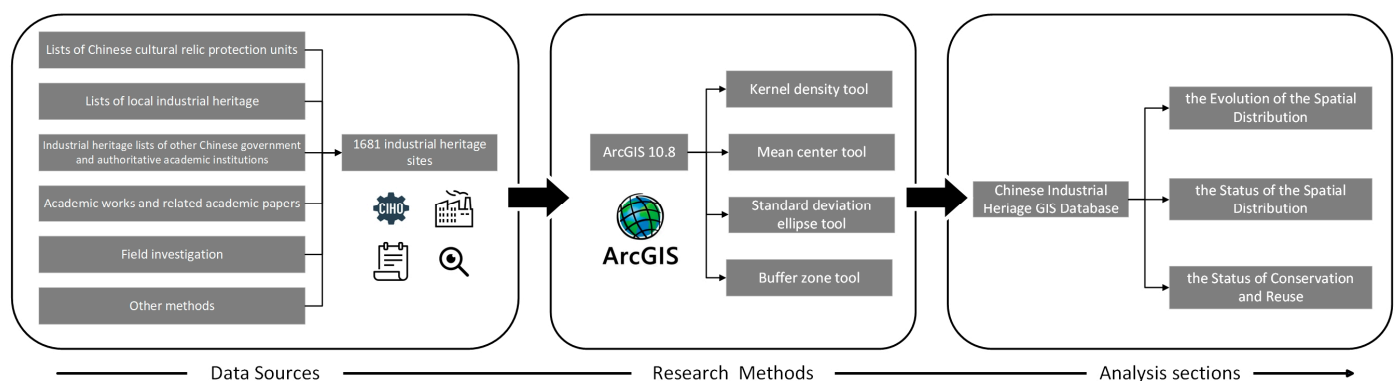 Lists of Chinese cultural relic protection units
Lists of local industrial heritage
Industrial heritage lists of other Chinese government
and authoritative academic institutions
Academic works and related academic papers
Field investigation
Other methods
1681 industrial heritage
sites
CIHO
ArcGIS 10.8
ArcGIS
Kernel density tool
Mean center tool
Standard deviation
ellipse tool
Buffer zone tool
Chinese Industrial
Heriage GIS Database
the Evolution of the Spatial
Distribution
the Status of the Spatial
Distribution
the Status of Conservation
and Reuse
Data Sources
Research Methods
Analysis sections